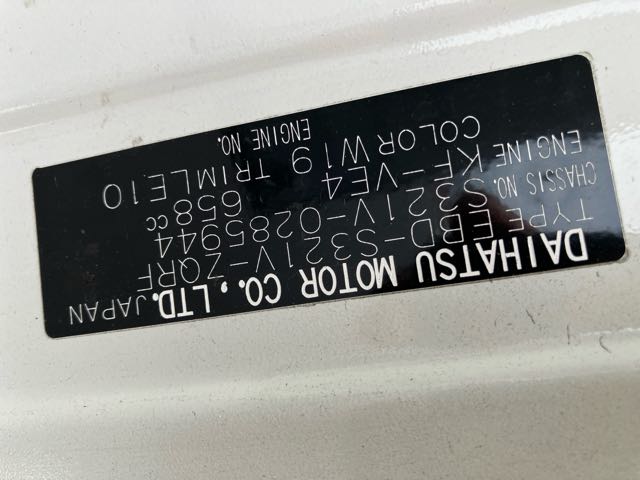 DAIHATSU MOTOR CO., LTD. JAPAN
TYPE EBD-S321V-ZQRF
CHASSIS NO. S321V-0285944
ENGINE KF-VE4 658cc
COLOR W19 TRIM LE10
ENGINE NO.